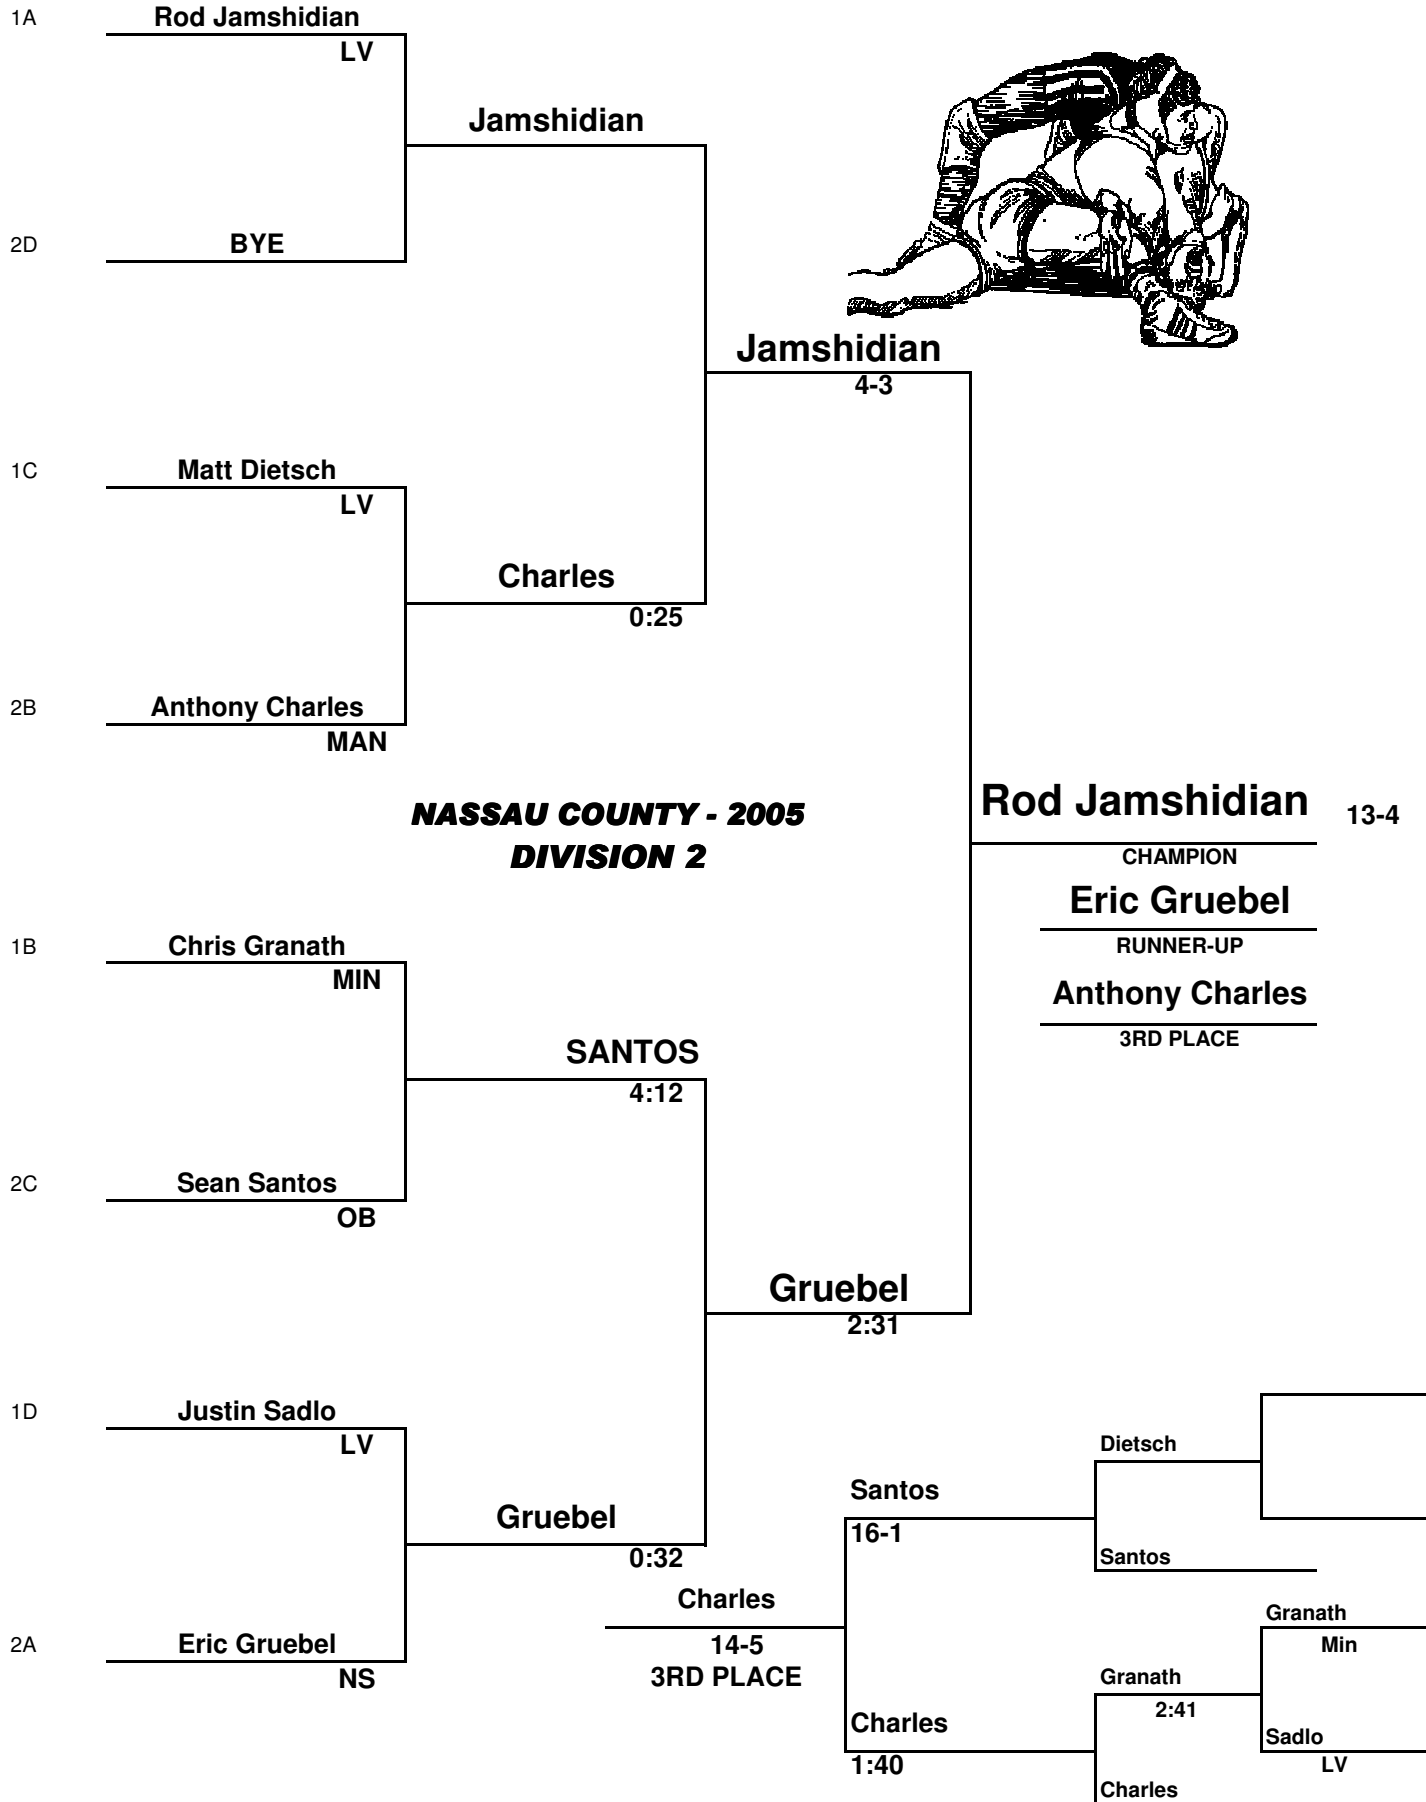 1A
Rod Jamshidian
LV
Jamshidian
2D
BYE
Jamshidian
4-3
1C
Matt Dietsch
LV
Charles
0:25
2B
Anthony Charles
MAN
NASSAU COUNTY - 2005
DIVISION 2
Rod Jamshidian 13-4
CHAMPION
Eric Gruebel
RUNNER-UP
Anthony Charles
3RD PLACE
1B
Chris Granath
MIN
SANTOS
4:12
2C
Sean Santos
OB
Gruebel
2:31
1D
Justin Sadlo
LV
Gruebel
0:32
2A
Eric Gruebel
NS
Dietsch
Santos
16-1
Santos
Charles
14-5
3RD PLACE
Granath
Min
Granath
2:41
Charles
1:40
Sadlo
LV
Charles